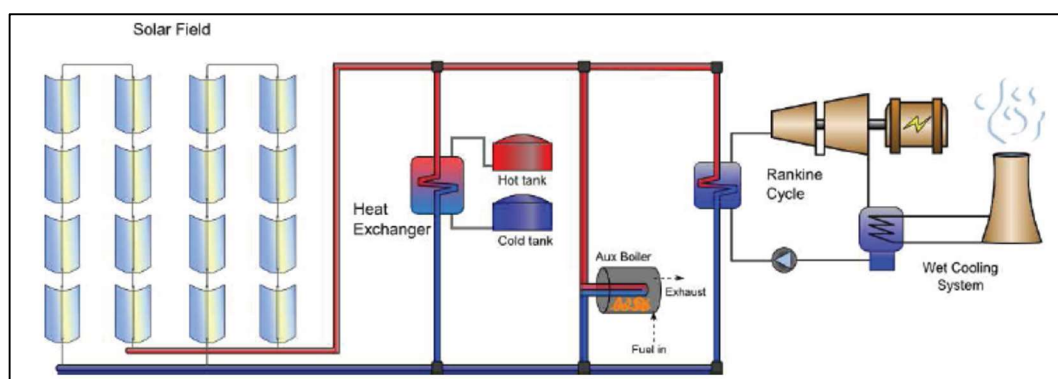 Solar Field
Hot tank
Heat
Exchanger
Cold tank
Aux Boiler
Exhaust
Fuel in
Rankine
Cycle
Wet Cooling
System